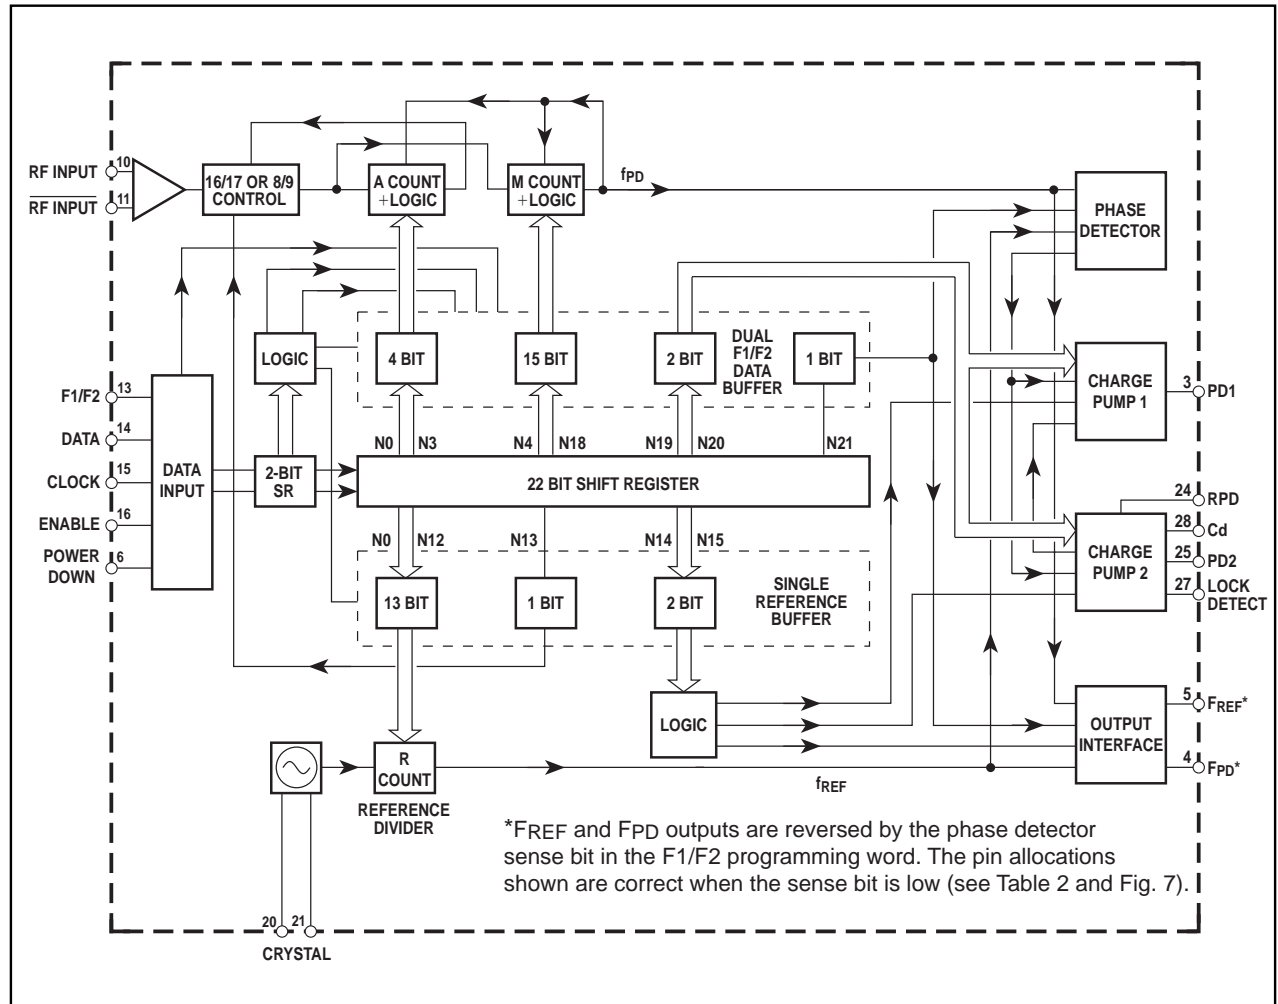 10
RF INPUT
11
RF INPUT
16/17 OR 8/9
CONTROL
A COUNT
+LOGIC
M COUNT
+LOGIC
fPD
PHASE
DETECTOR
LOGIC
4 BIT
15 BIT
2 BIT
DUAL
F1/F2
DATA
BUFFER
1 BIT
CHARGE
PUMP 1
3
PD1
F1/F2
13
DATA
14
CLOCK
15
ENABLE
16
POWER
DOWN
6
DATA
INPUT
2-BIT
SR
N0 N3
N4 N18
N19 N20
N21
22 BIT SHIFT REGISTER
24
RPD
28
Cd
25
PD2
27
LOCK
DETECT
CHARGE
PUMP 2
N0 N12
N13
N14 N15
13 BIT
1 BIT
2 BIT
SINGLE
REFERENCE
BUFFER
LOGIC
OUTPUT
INTERFACE
5
FREF*
4
FPD*
R
COUNT
REFERENCE
DIVIDER
fREF
*FREF and FPD outputs are reversed by the phase detector
sense bit in the F1/F2 programming word. The pin allocations
shown are correct when the sense bit is low (see Table 2 and Fig. 7).
20 21
CRYSTAL